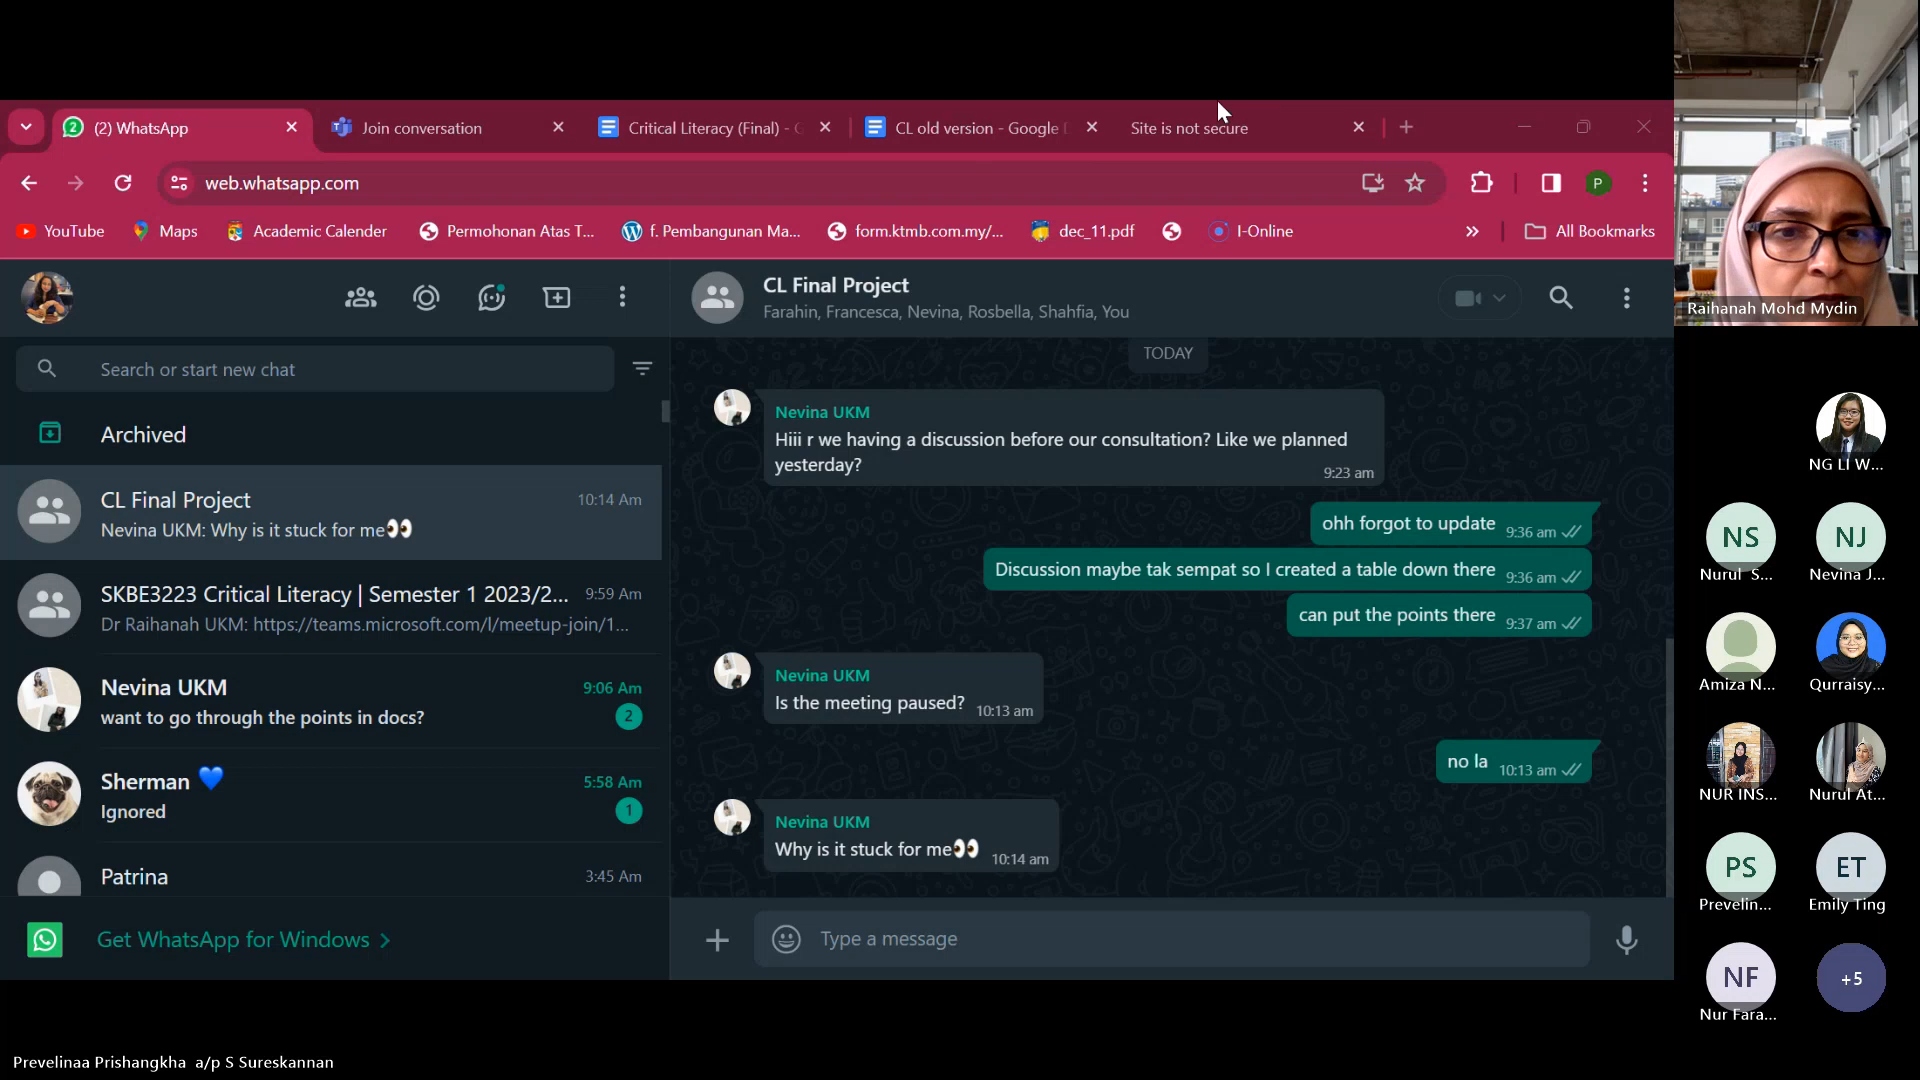 (2) WhatsApp
Join conversation
Critical Literacy (Final) - G
CL old version - Google D
Site is not secure
web.whatsapp.com
P
YouTube
Maps
Academic Calender
Permohonan Atas T...
f. Pembangunan Ma...
form.ktmb.com.my/...
dec_11.pdf
I-Online
All Bookmarks
Search or start new chat
Archived
CL Final Project
10:14 Am
Nevina UKM: Why is it stuck for me👀
SKBE3223 Critical Literacy | Semester 1 2023/2...
9:59 Am
Dr Raihanah UKM: https://teams.microsoft.com/l/meetup-join/1...
Nevina UKM
9:06 Am
want to go through the points in docs?
2
Sherman 💙
5:58 Am
Ignored
1
Patrina
3:45 Am
Get WhatsApp for Windows
CL Final Project
Farahin, Francesca, Nevina, Rosbella, Shahfia, You
TODAY
Nevina UKM
Hiii r we having a discussion before our consultation? Like we planned
yesterday?
9:23 am
ohh forgot to update 9:36 am
Discussion maybe tak sempat so I created a table down there 9:36 am
can put the points there 9:37 am
Nevina UKM
Is the meeting paused? 10:13 am
no la 10:13 am
Nevina UKM
Why is it stuck for me👀 10:14 am
Type a message
Raihanah Mohd Mydin
NG LI W...
NS
Nurul S...
NJ
Nevina J...
Amiza N...
Qurraisy...
NUR INS...
Nurul At...
PS
Prevelin...
ET
Emily Ting
NF
Nur Fara...
+5
Prevelinaa Prishangkha a/p S Sureskannan